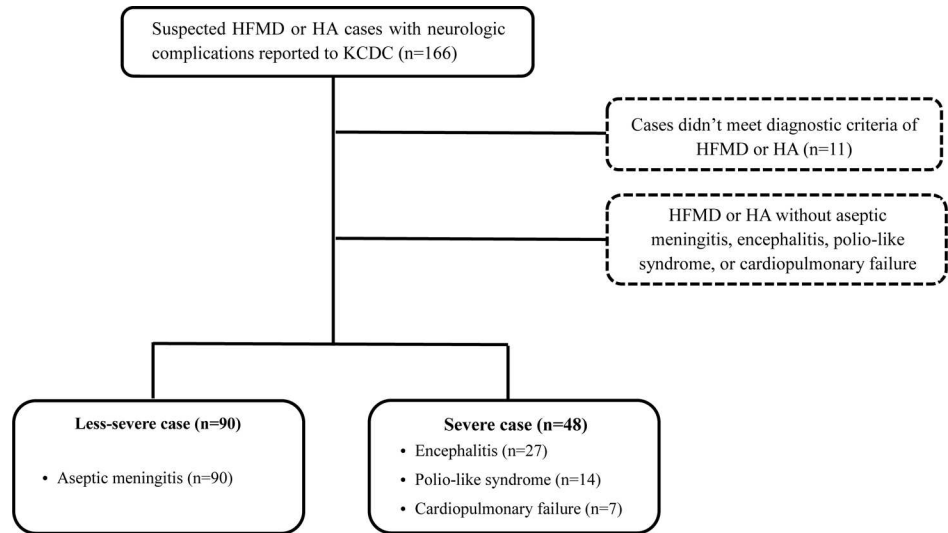 Suspected HFMD or HA cases with neurologic
complications reported to KCDC (n=166)
Cases didn’t meet diagnostic criteria of
HFMD or HA (n=11)
HFMD or HA without aseptic
meningitis, encephalitis, polio-like
syndrome, or cardiopulmonary failure
Less-severe case (n=90)
• Aseptic meningitis (n=90)
Severe case (n=48)
• Encephalitis (n=27)
• Polio-like syndrome (n=14)
• Cardiopulmonary failure (n=7)